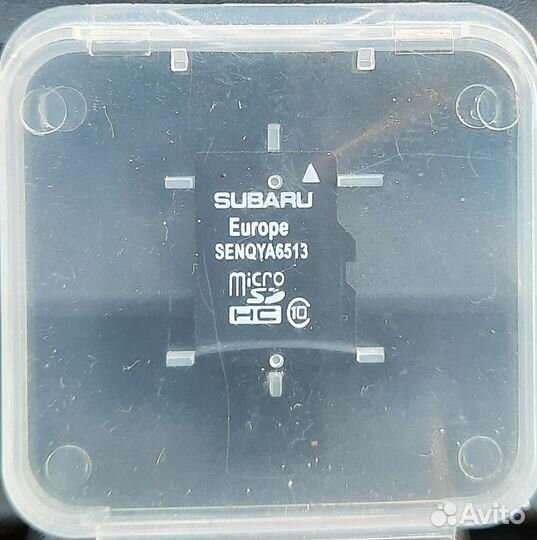 SUBARU
Europe
SENQYA6513
micro
SD
HC 10
Avito